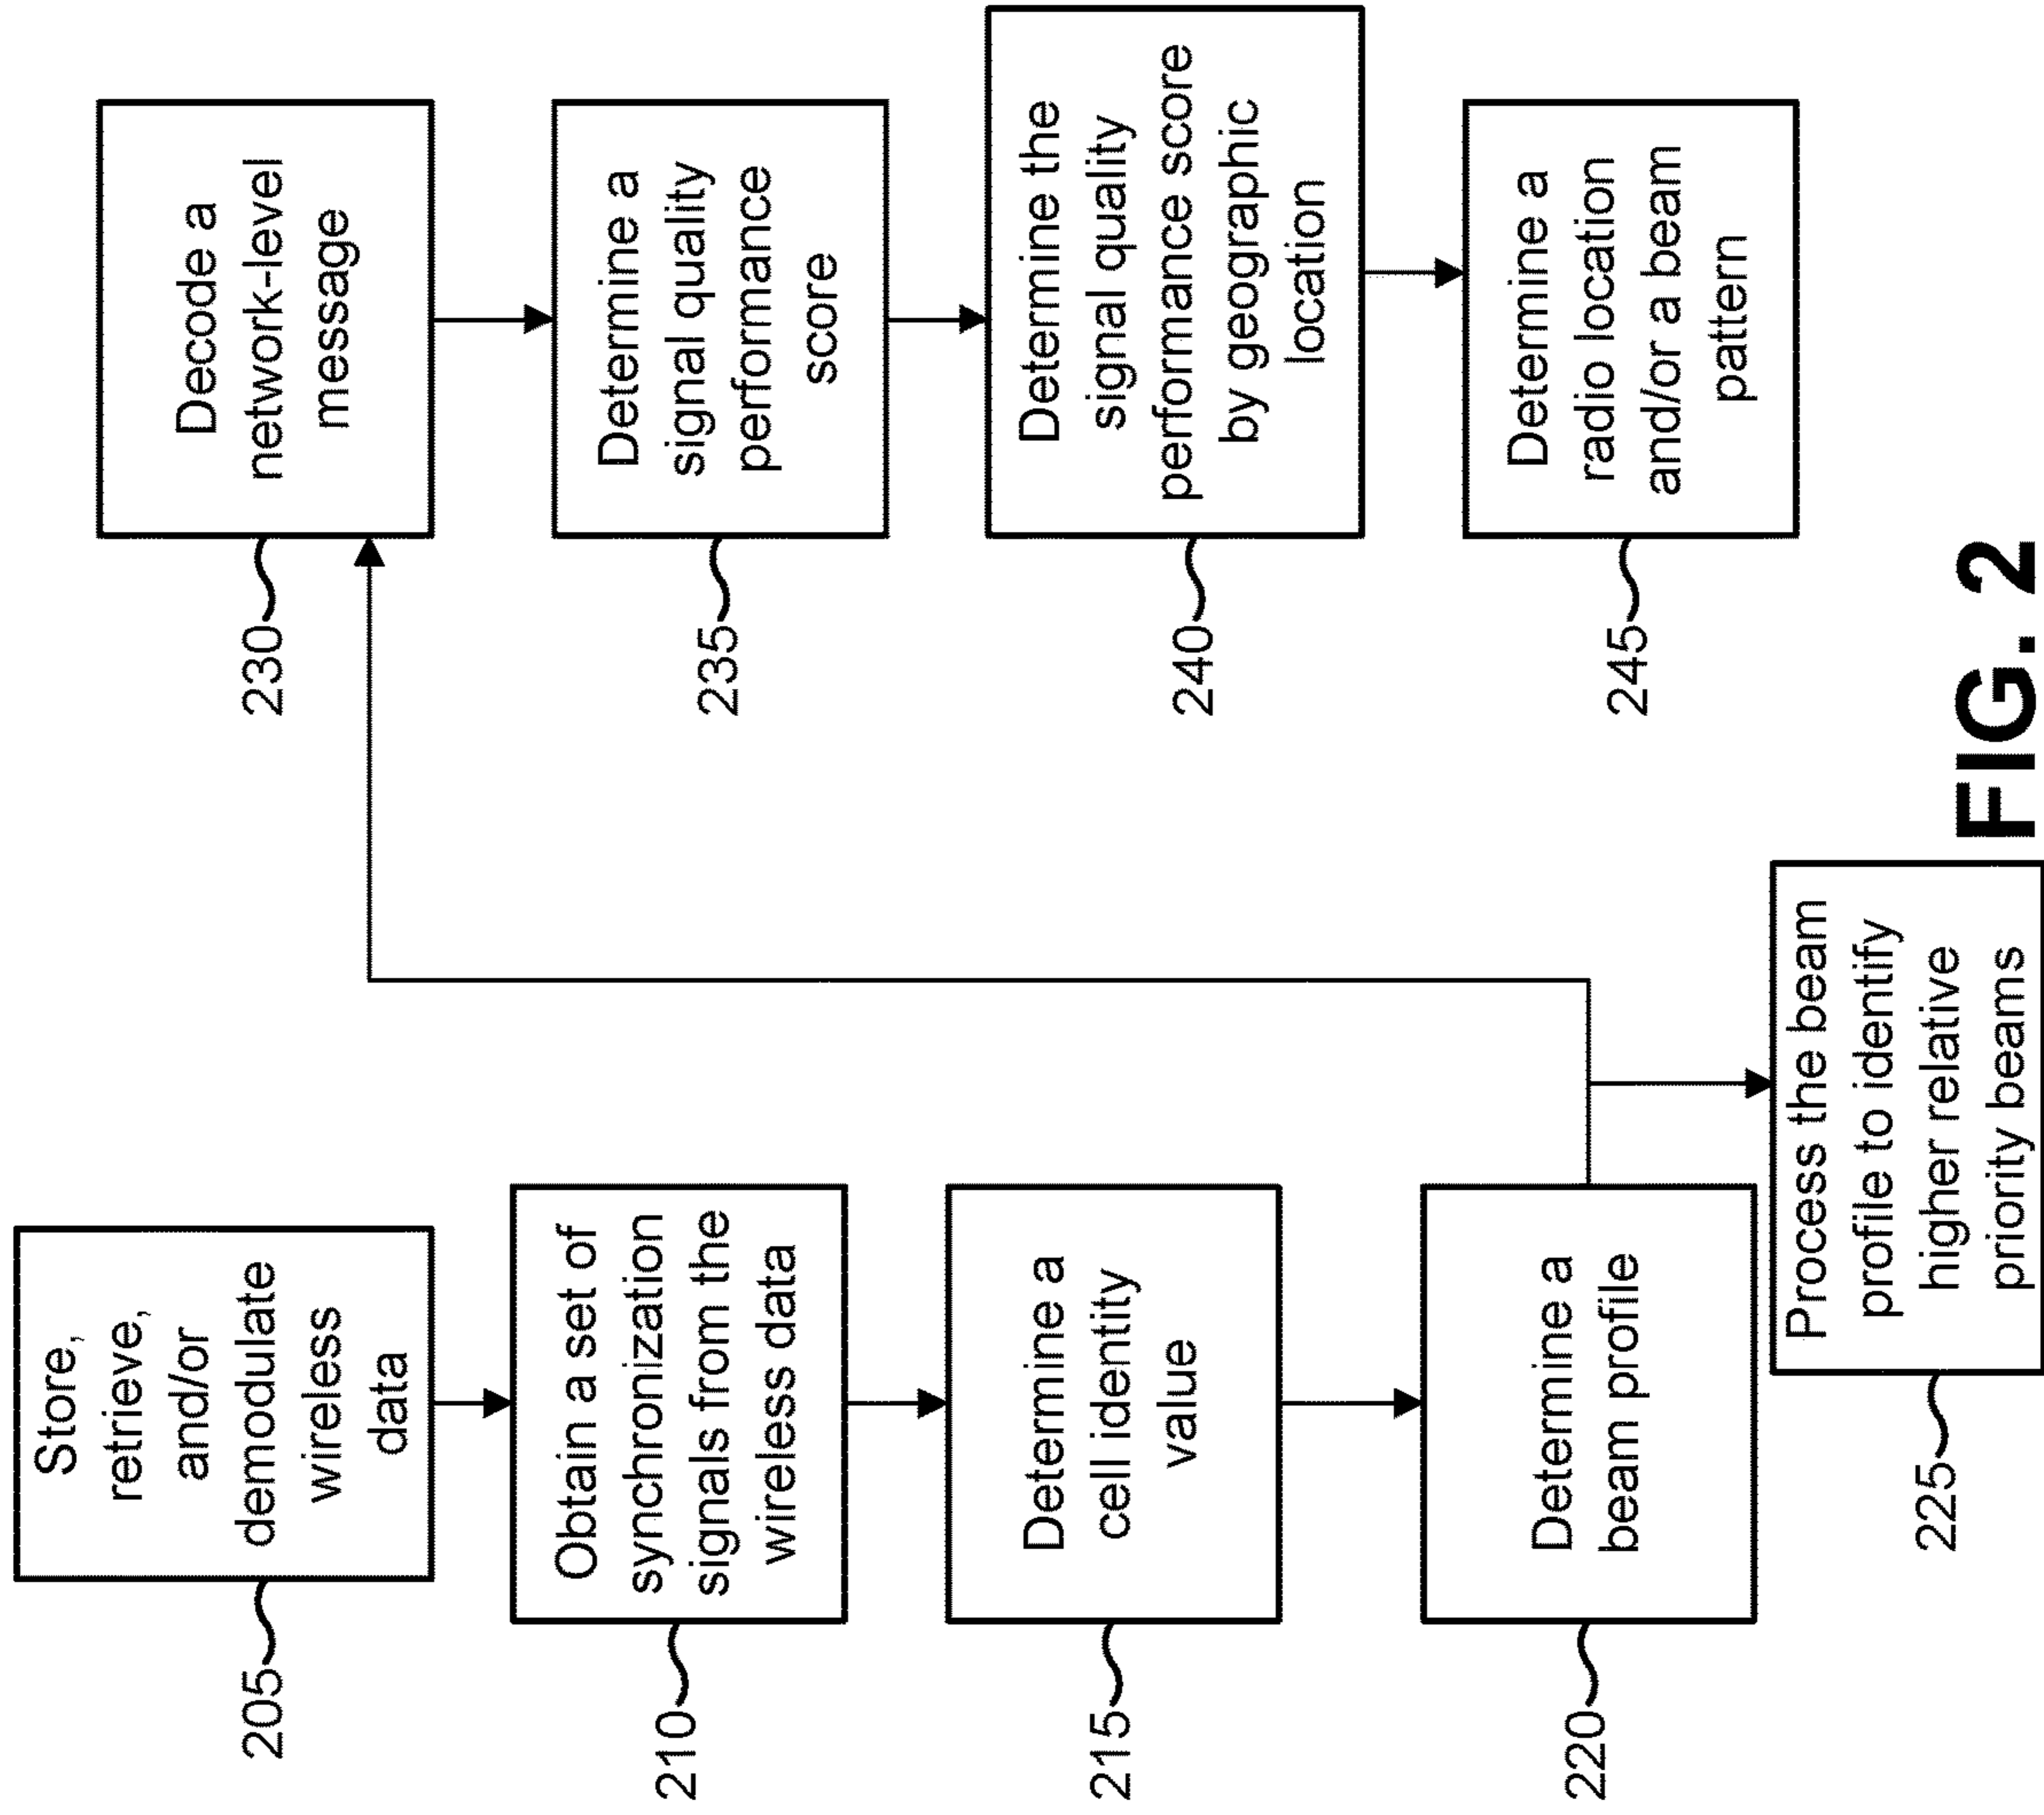 Store,
retrieve,
and/or
demodulate
wireless
data
205
Obtain a set of
synchronization
signals from the
wireless data
210
Determine a
cell identity
value
215
Determine a
beam profile
220
Process the beam
profile to identify
higher relative
priority beams
225
Decode a
network-level
message
230
Determine a
signal quality
performance
score
235
Determine the
signal quality
performance score
by geographic
location
240
Determine a
radio location
and/or a beam
pattern
245
FIG. 2